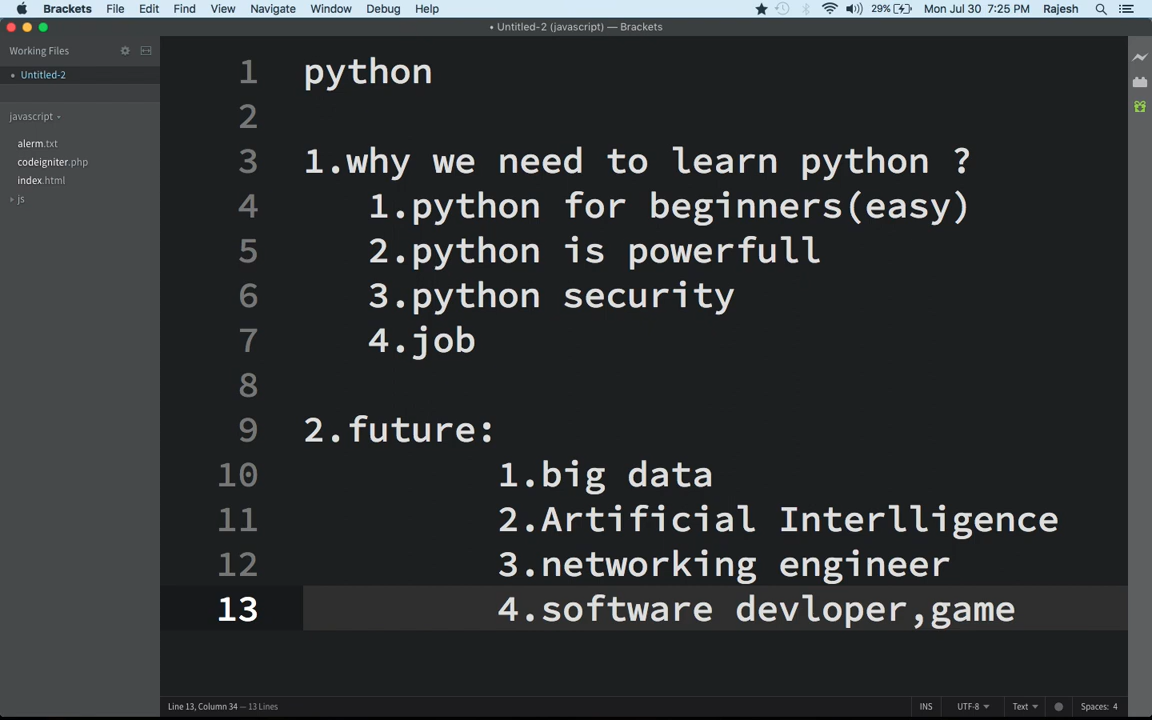 Brackets File Edit Find View Navigate Window Debug Help 29% Mon Jul 30 7:25 PM Rajesh
• Untitled-2 (javascript) — Brackets
Working Files
• Untitled-2
javascript
alerm.txt
codeigniter.php
index.html
js
1 python
2
3 1.why we need to learn python ?
4 1.python for beginners(easy)
5 2.python is powerfull
6 3.python security
7 4.job
8
9 2.future:
10 1.big data
11 2.Artificial Interlligence
12 3.networking engineer
13 4.software devloper,game
Line 13, Column 34 — 13 Lines INS UTF-8 Text Spaces: 4